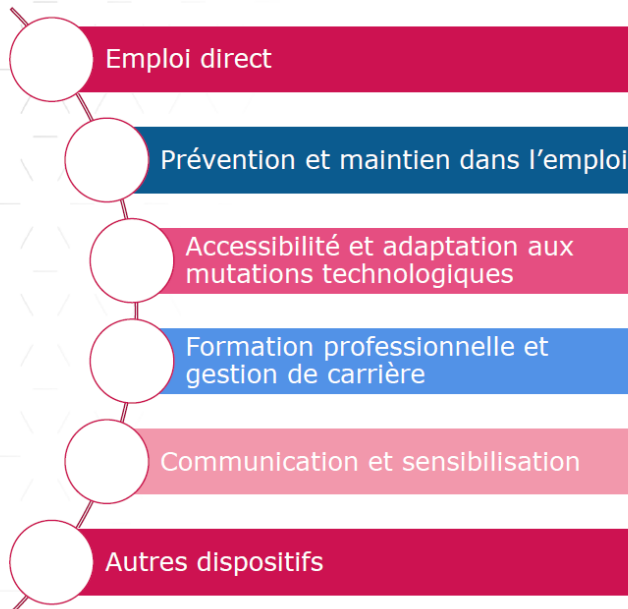 Emploi direct
Prévention et maintien dans l’emploi
Accessibilité et adaptation aux
mutations technologiques
Formation professionnelle et
gestion de carrière
Communication et sensibilisation
Autres dispositifs